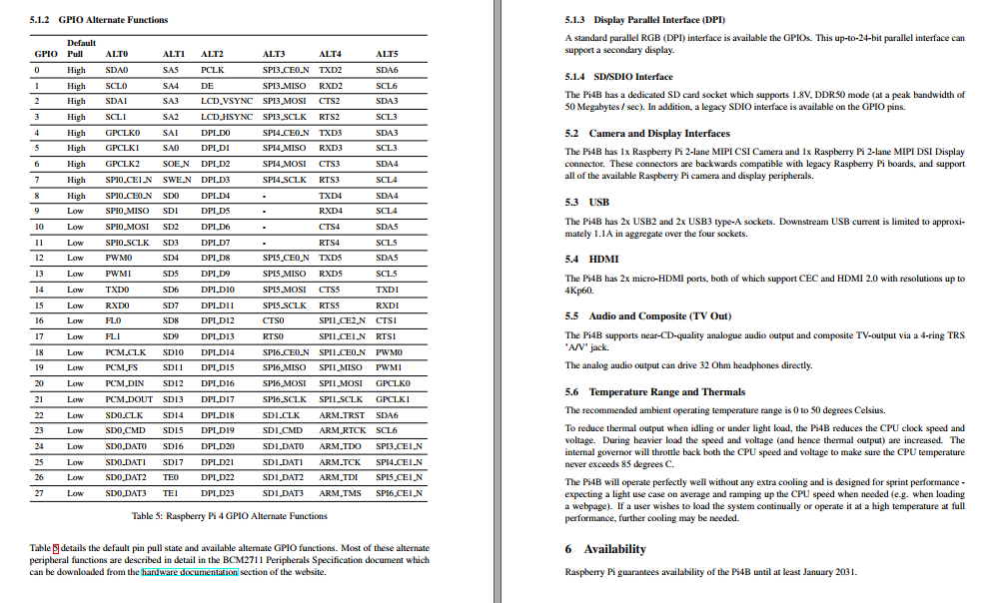 5.1.2 GPIO Alternate Functions
Default
GPIO Pull ALT0 ALT1 ALT2 ALT3 ALT4 ALT5
0 High SDA0 SA5 PCLK SPI3_CE0_N TXD2 SDA6
1 High SCL0 SA4 DE SPI3_MISO RXD2 SCL6
2 High SDA1 SA3 LCD_VSYNC SPI3_MOSI CTS2 SDA3
3 High SCL1 SA2 LCD_HSYNC SPI3_SCLK RTS2 SCL3
4 High GPCLK0 SA1 DPI_D0 SPI4_CE0_N TXD3 SDA3
5 High GPCLK1 SA0 DPI_D1 SPI4_MISO RXD3 SCL3
6 High GPCLK2 SOE_N DPI_D2 SPI4_MOSI CTS3 SDA4
7 High SPI0_CE1_N SWE_N DPI_D3 SPI4_SCLK RTS3 SCL4
8 High SPI0_CE0_N SD0 DPI_D4 - TXD4 SDA4
9 Low SPI0_MISO SD1 DPI_D5 - RXD4 SCL4
10 Low SPI0_MOSI SD2 DPI_D6 - CTS4 SDA5
11 Low SPI0_SCLK SD3 DPI_D7 - RTS4 SCL5
12 Low PWM0 SD4 DPI_D8 SPI5_CE0_N TXD5 SDA5
13 Low PWM1 SD5 DPI_D9 SPI5_MISO RXD5 SCL5
14 Low TXD0 SD6 DPI_D10 SPI5_MOSI CTS5 TXD1
15 Low RXD0 SD7 DPI_D11 SPI5_SCLK RTS5 RXD1
16 Low FL0 SD8 DPI_D12 CTS0 SPI1_CE2_N CTS1
17 Low FL1 SD9 DPI_D13 RTS0 SPI1_CE1_N RTS1
18 Low PCM_CLK SD10 DPI_D14 SPI6_CE0_N SPI1_CE0_N PWM0
19 Low PCM_FS SD11 DPI_D15 SPI6_MISO SPI1_MISO PWM1
20 Low PCM_DIN SD12 DPI_D16 SPI6_MOSI SPI1_MOSI GPCLK0
21 Low PCM_DOUT SD13 DPI_D17 SPI6_SCLK SPI1_SCLK GPCLK1
22 Low SD0_CLK SD14 DPI_D18 SD1_CLK ARM_TRST SDA6
23 Low SD0_CMD SD15 DPI_D19 SD1_CMD ARM_RTCK SCL6
24 Low SD0_DAT0 SD16 DPI_D20 SD1_DAT0 ARM_TDO SPI3_CE1_N
25 Low SD0_DAT1 SD17 DPI_D21 SD1_DAT1 ARM_TCK SPI4_CE1_N
26 Low SD0_DAT2 TE0 DPI_D22 SD1_DAT2 ARM_TDI SPI5_CE1_N
27 Low SD0_DAT3 TE1 DPI_D23 SD1_DAT3 ARM_TMS SPI6_CE1_N
Table 5: Raspberry Pi 4 GPIO Alternate Functions
Table 5 details the default pin pull state and available alternate GPIO functions. Most of these alternate
peripheral functions are described in detail in the BCM2711 Peripherals Specification document which
can be downloaded from the hardware documentation section of the website.
5.1.3 Display Parallel Interface (DPI)
A standard parallel RGB (DPI) interface is available the GPIOs. This up-to-24-bit parallel interface can
support a secondary display.
5.1.4 SD/SDIO Interface
The Pi4B has a dedicated SD card socket which supports 1.8V, DDR50 mode (at a peak bandwidth of
50 Megabytes / sec). In addition, a legacy SDIO interface is available on the GPIO pins.
5.2 Camera and Display Interfaces
The Pi4B has 1x Raspberry Pi 2-lane MIPI CSI Camera and 1x Raspberry Pi 2-lane MIPI DSI Display
connector. These connectors are backwards compatible with legacy Raspberry Pi boards, and support
all of the available Raspberry Pi camera and display peripherals.
5.3 USB
The Pi4B has 2x USB2 and 2x USB3 type-A sockets. Downstream USB current is limited to approxi-
mately 1.1A in aggregate over the four sockets.
5.4 HDMI
The Pi4B has 2x micro-HDMI ports, both of which support CEC and HDMI 2.0 with resolutions up to
4Kp60.
5.5 Audio and Composite (TV Out)
The Pi4B supports near-CD-quality analogue audio output and composite TV-output via a 4-ring TRS
'A/V' jack.
The analog audio output can drive 32 Ohm headphones directly.
5.6 Temperature Range and Thermals
The recommended ambient operating temperature range is 0 to 50 degrees Celsius.
To reduce thermal output when idling or under light load, the Pi4B reduces the CPU clock speed and
voltage. During heavier load the speed and voltage (and hence thermal output) are increased. The
internal governor will throttle back both the CPU speed and voltage to make sure the CPU temperature
never exceeds 85 degrees C.
The Pi4B will operate perfectly well without any extra cooling and is designed for sprint performance -
expecting a light use case on average and ramping up the CPU speed when needed (e.g. when loading
a webpage). If a user wishes to load the system continually or operate it at a high temperature at full
performance, further cooling may be needed.
6 Availability
Raspberry Pi guarantees availability of the Pi4B until at least January 2031.